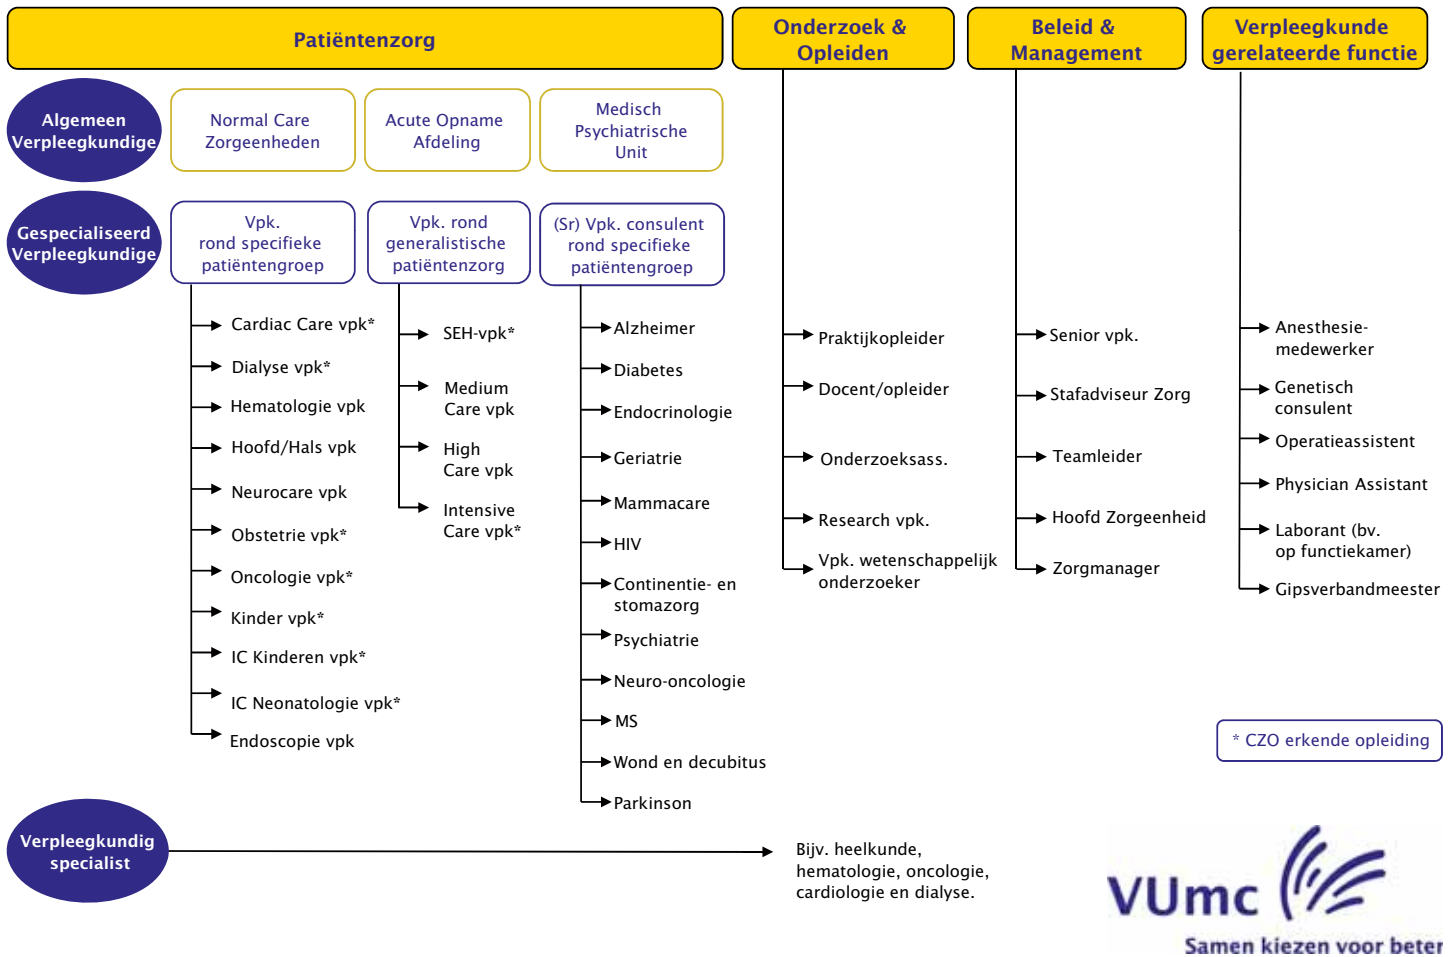 Patiëntenzorg
Onderzoek &
Opleiden
Beleid &
Management
Verpleegkunde
gerelateerde functie
Algemeen
Verpleegkundige
Normal Care
Zorgeenheden
Acute Opname
Afdeling
Medisch
Psychiatrische
Unit
Gespecialiseerd
Verpleegkundige
Vpk.
rond specifieke
patiëntengroep
Vpk. rond
generalistische
patiëntenzorg
(Sr) Vpk. consulent
rond specifieke
patiëntengroep
Cardiac Care vpk*
Dialyse vpk*
Hematologie vpk
Hoofd/Hals vpk
Neurocare vpk
Obstetrie vpk*
Oncologie vpk*
Kinder vpk*
IC Kinderen vpk*
IC Neonatologie vpk*
Endoscopie vpk
SEH-vpk*
Medium
Care vpk
High
Care vpk
Intensive
Care vpk*
Alzheimer
Diabetes
Endocrinologie
Geriatrie
Mammacare
HIV
Continentie- en
stomazorg
Psychiatrie
Neuro-oncologie
MS
Wond en decubitus
Parkinson
Praktijkopleider
Docent/opleider
Onderzoeksass.
Research vpk.
Vpk. wetenschappelijk
onderzoeker
Senior vpk.
Stafadviseur Zorg
Teamleider
Hoofd Zorgeenheid
Zorgmanager
Anesthesie-
medewerker
Genetisch
consulent
Operatieassistent
Physician Assistant
Laborant (bv.
op functiekamer)
Gipsverbandmeester
* CZO erkende opleiding
Verpleegkundig
specialist
Bijv. heelkunde,
hematologie, oncologie,
cardiologie en dialyse.
VUmc
Samen kiezen voor beter